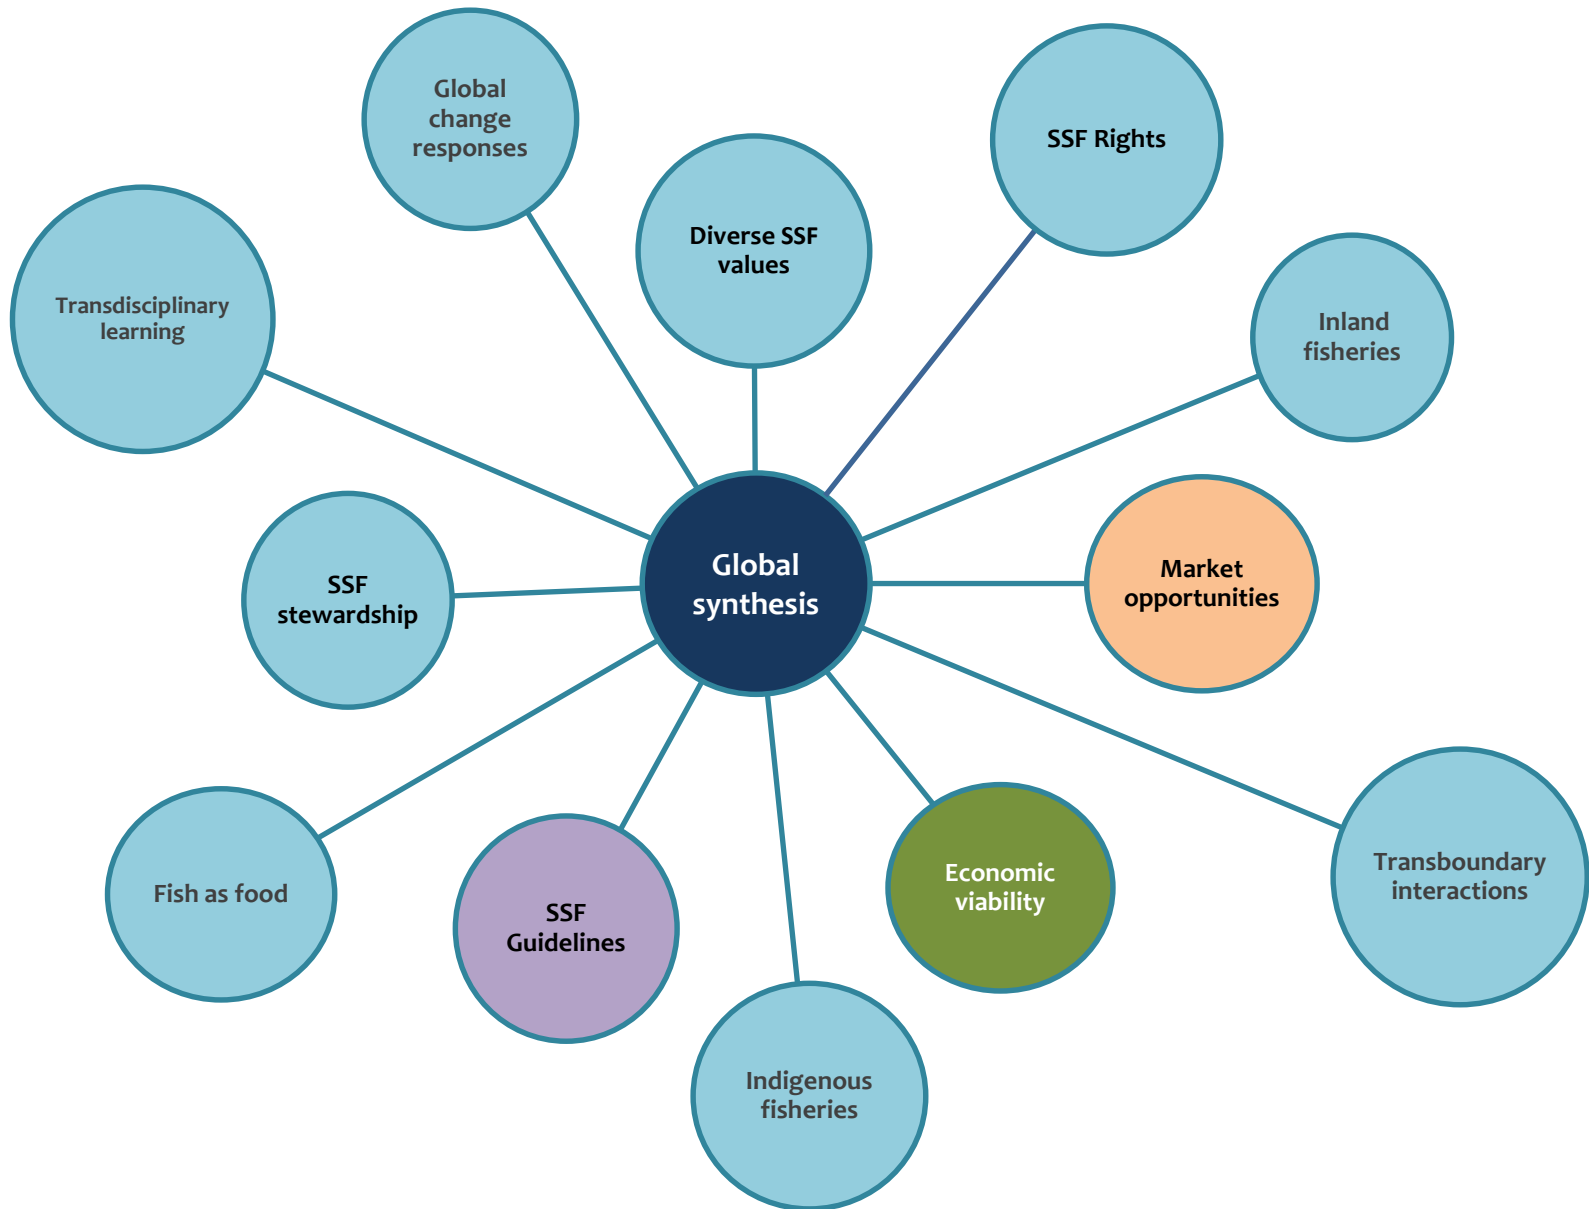 Global
change
responses
SSF Rights
Diverse SSF
values
Transdisciplinary
learning
Inland
fisheries
Global
synthesis
Market
opportunities
SSF
stewardship
Fish as food
SSF
Guidelines
Economic
viability
Transboundary
interactions
Indigenous
fisheries